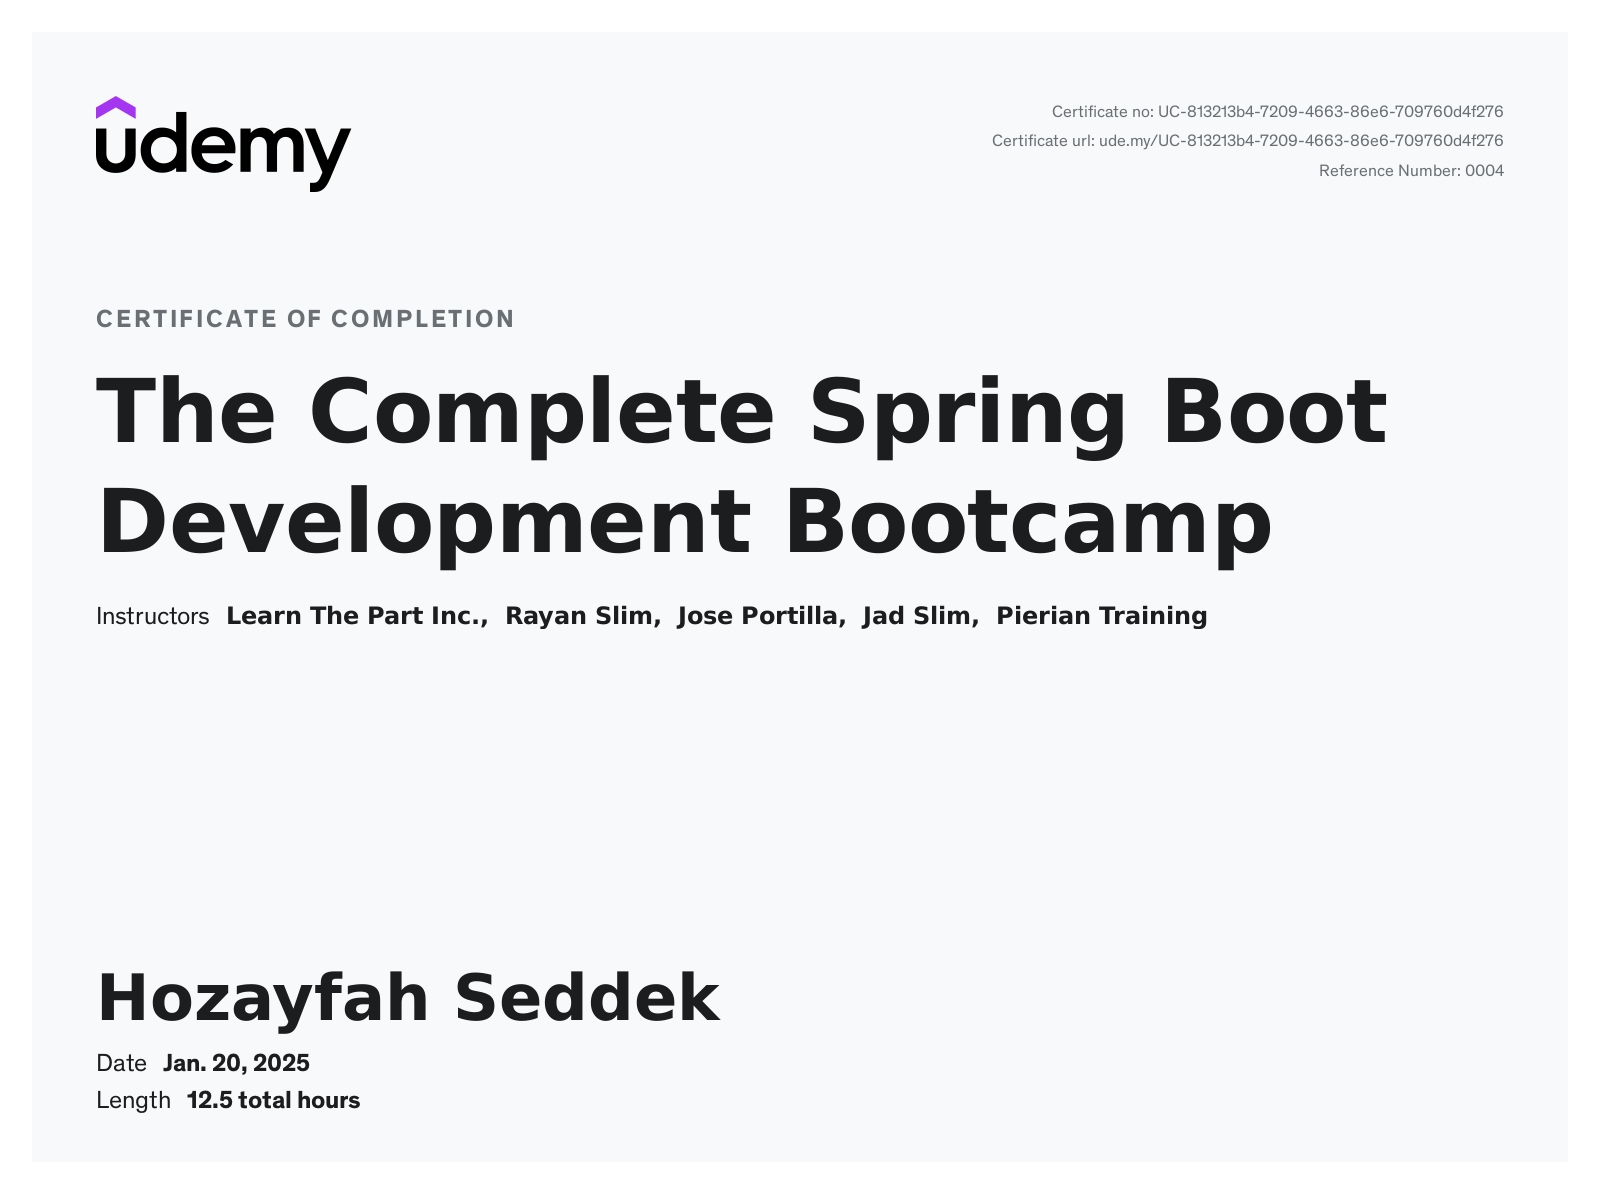 udemy
Certificate no: UC-813213b4-7209-4663-86e6-709760d4f276
Certificate url: ude.my/UC-813213b4-7209-4663-86e6-709760d4f276
Reference Number: 0004
CERTIFICATE OF COMPLETION
The Complete Spring Boot
Development Bootcamp
Instructors Learn The Part Inc., Rayan Slim, Jose Portilla, Jad Slim, Pierian Training
Hozayfah Seddek
Date Jan. 20, 2025
Length 12.5 total hours